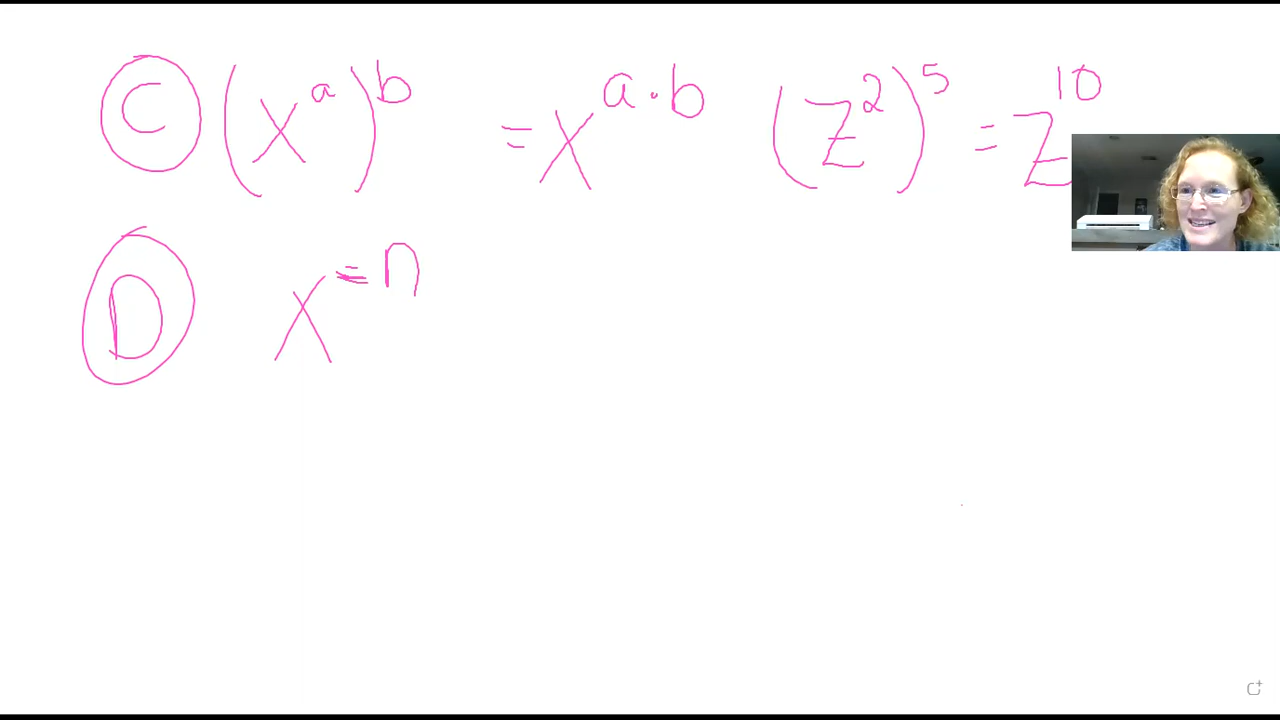 C (x^a)^b = x^{a·b} (z^2)^5 = z^{10}
D x^{-n}